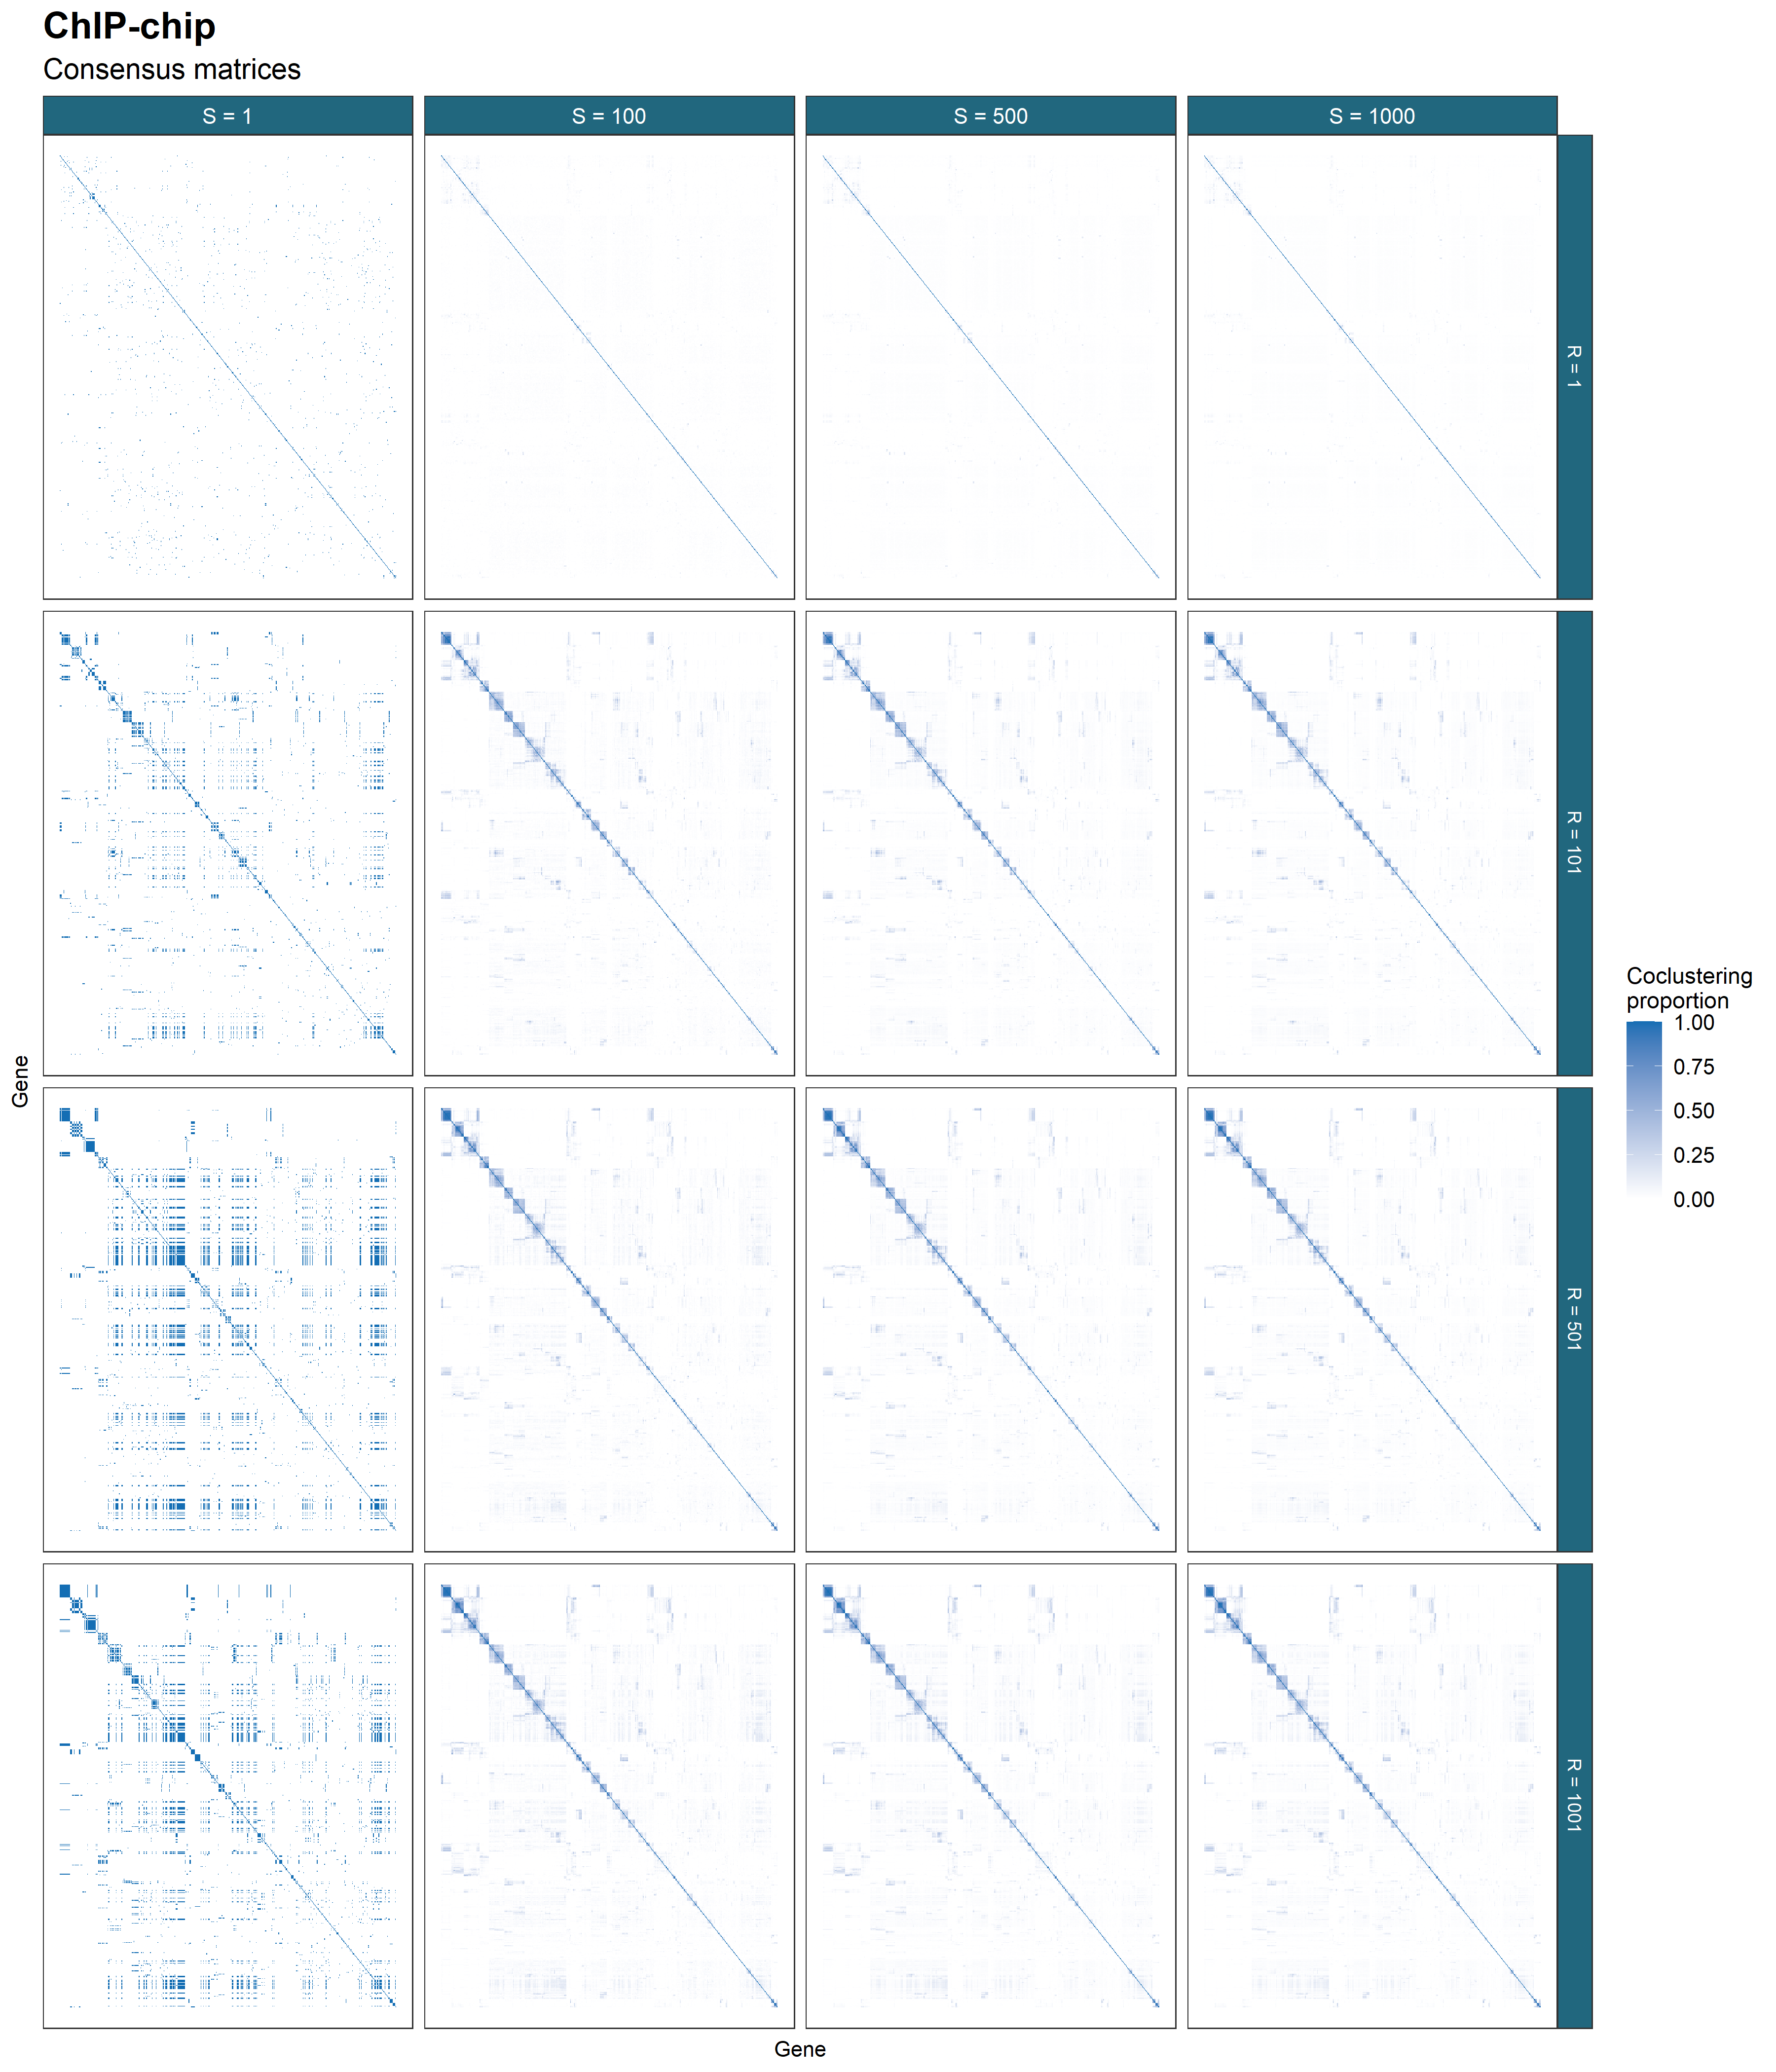 ChIP-chip
Consensus matrices
S = 1
S = 100
S = 500
S = 1000
R = 1
R = 101
R = 501
R = 1001
Gene
Gene
Coclustering
proportion
1.00
0.75
0.50
0.25
0.00